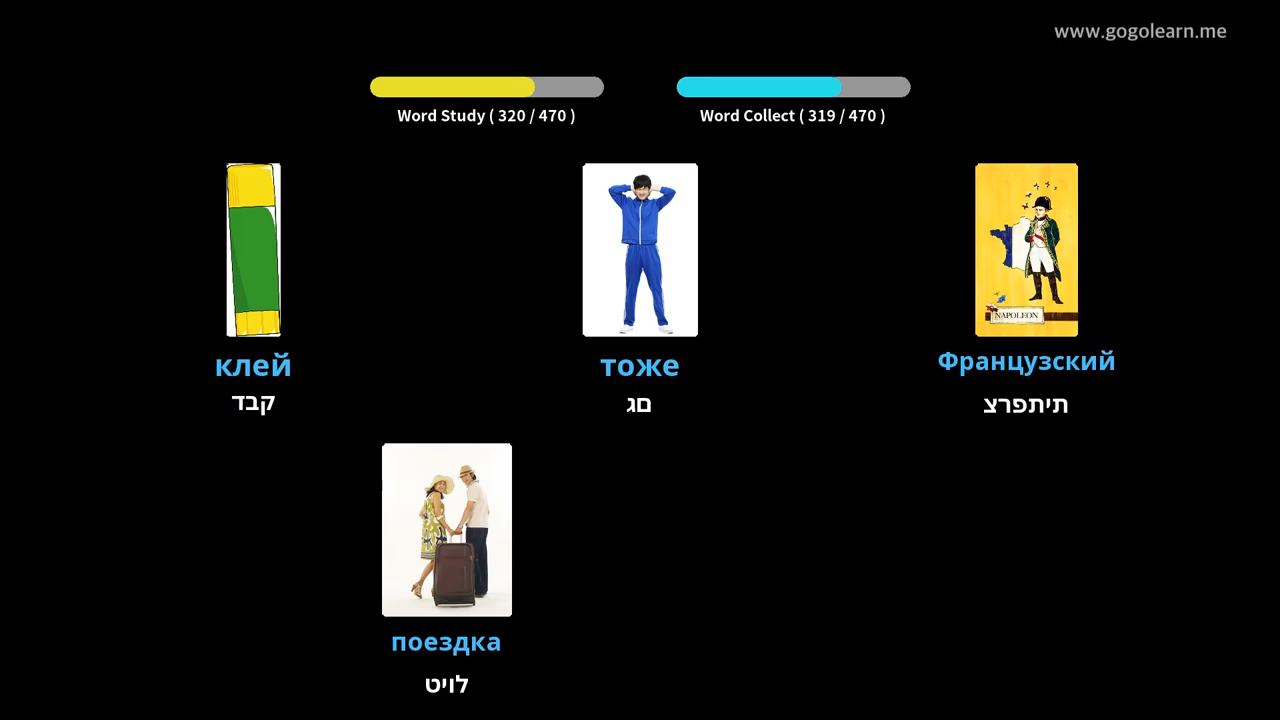 www.gogolearn.me
Word Study ( 320 / 470 )
Word Collect ( 319 / 470 )
клей
קבד
тоже
םג
Французский
תיתפרצ
NAPOLEON
поездка
לויט